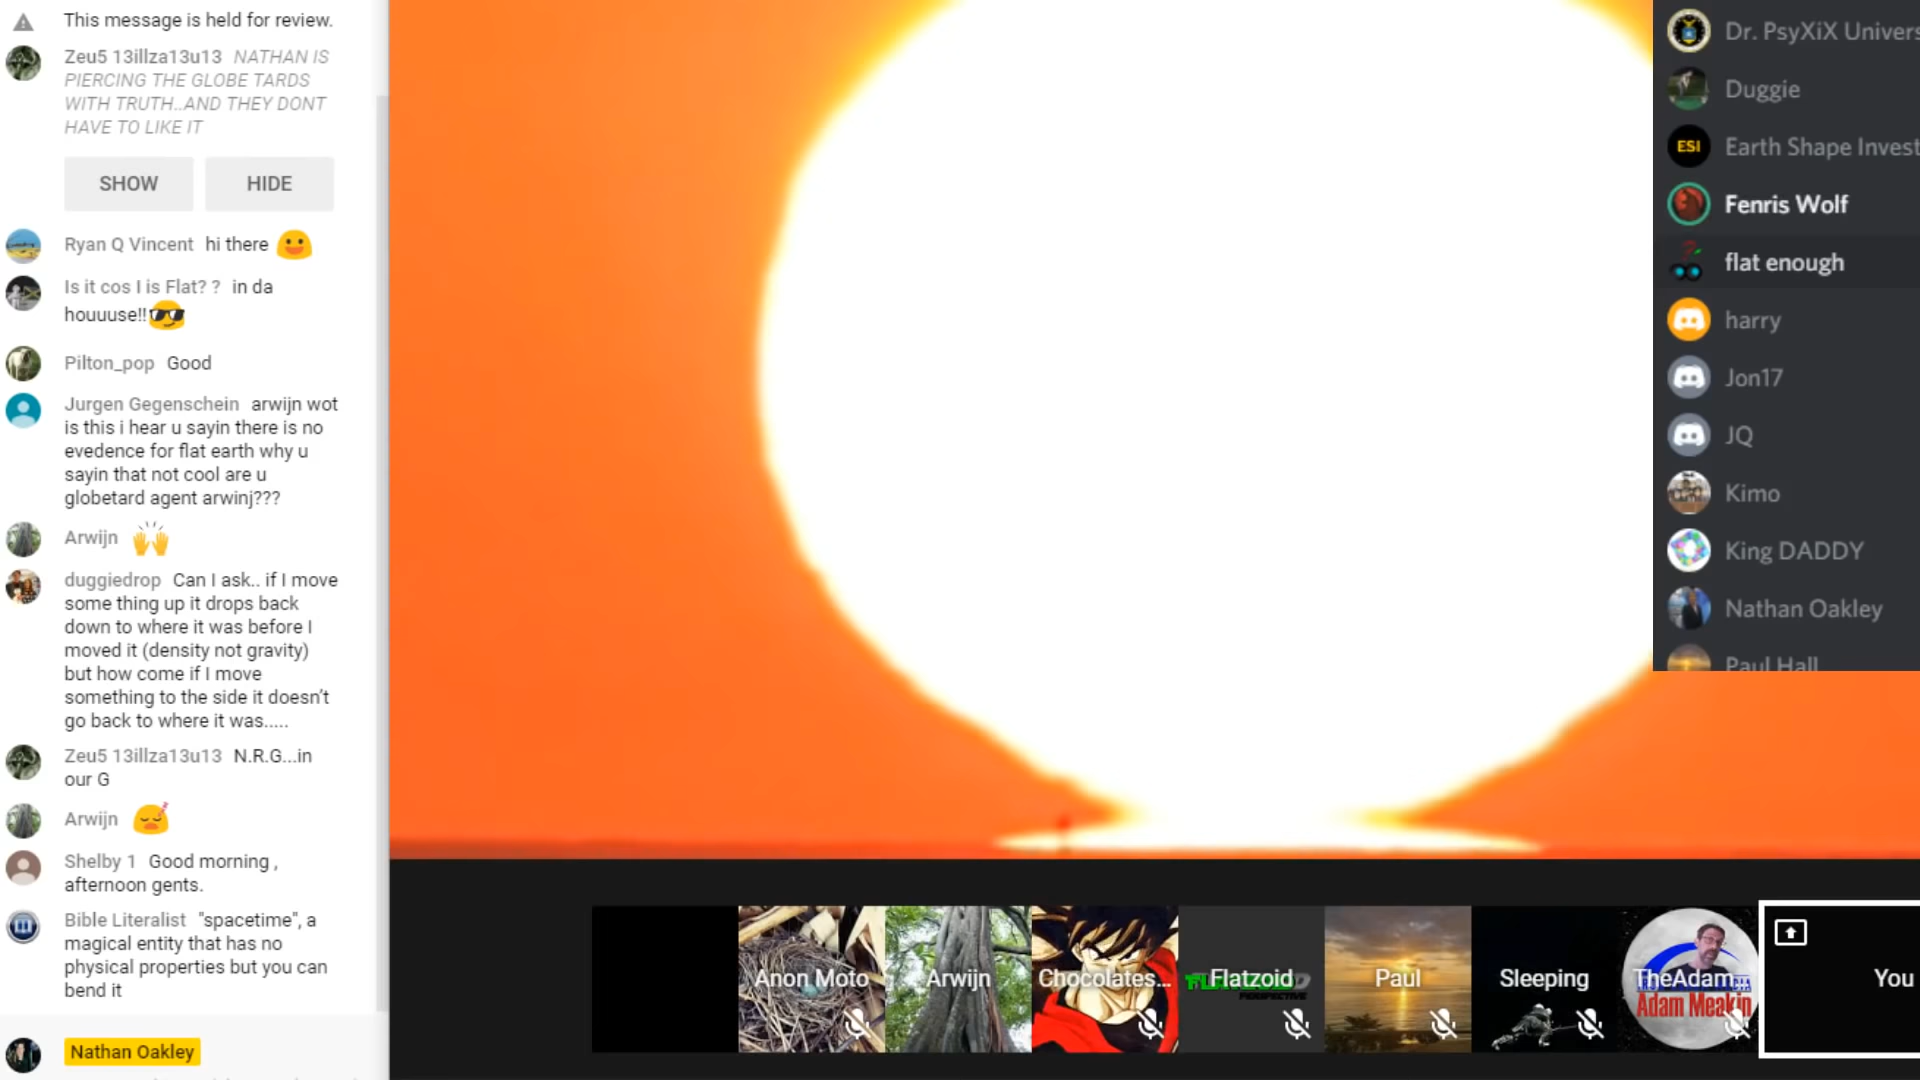 This message is held for review.
Zeu5 13illza13u13 NATHAN IS
PIERCING THE GLOBE TARDS
WITH TRUTH..AND THEY DONT
HAVE TO LIKE IT
SHOW HIDE
Ryan Q Vincent hi there
Is it cos I is Flat? ? in da
houuuse!!
Pilton_pop Good
Jurgen Gegenschein arwijn wot
is this i hear u sayin there is no
evedence for flat earth why u
sayin that not cool are u
globetard agent arwinj???
Arwijn
duggiedrop Can I ask.. if I move
some thing up it drops back
down to where it was before I
moved it (density not gravity)
but how come if I move
something to the side it doesn't
go back to where it was.....
Zeu5 13illza13u13 N.R.G...in
our G
Arwijn
Shelby 1 Good morning ,
afternoon gents.
Bible Literalist "spacetime", a
magical entity that has no
physical properties but you can
bend it
Nathan Oakley
Dr. PsyXiX Univers
Duggie
ESI
Earth Shape Invest
Fenris Wolf
flat enough
harry
Jon17
JQ
Kimo
King DADDY
Nathan Oakley
Paul Hall
Anon Moto
Arwijn
Chocolates...
Flatzoid
PERSPECTIVE
Paul
Sleeping
TheAdam...
Adam Meakin
You